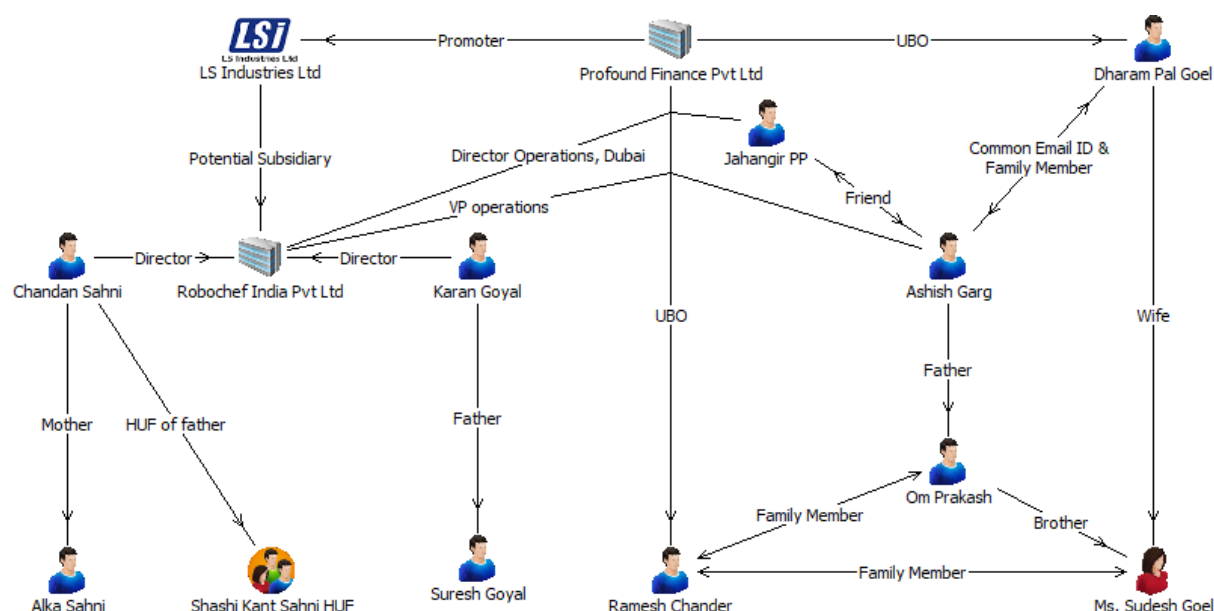 LSi
LS Industries Ltd
LS Industries Ltd
Promoter
Profound Finance Pvt Ltd
UBO
Dharam Pal Goel
Potential Subsidiary
Director Operations, Dubai
Jahangir PP
Common Email ID &
Family Member
VP operations
Friend
Chandan Sahni
Director
Robochef India Pvt Ltd
Director
Karan Goyal
Ashish Garg
UBO
Wife
Mother
HUF of father
Father
Father
Om Prakash
Family Member
Brother
Family Member
Alka Sahni
Shashi Kant Sahni HUF
Suresh Goyal
Ramesh Chander
Ms. Sudesh Goel